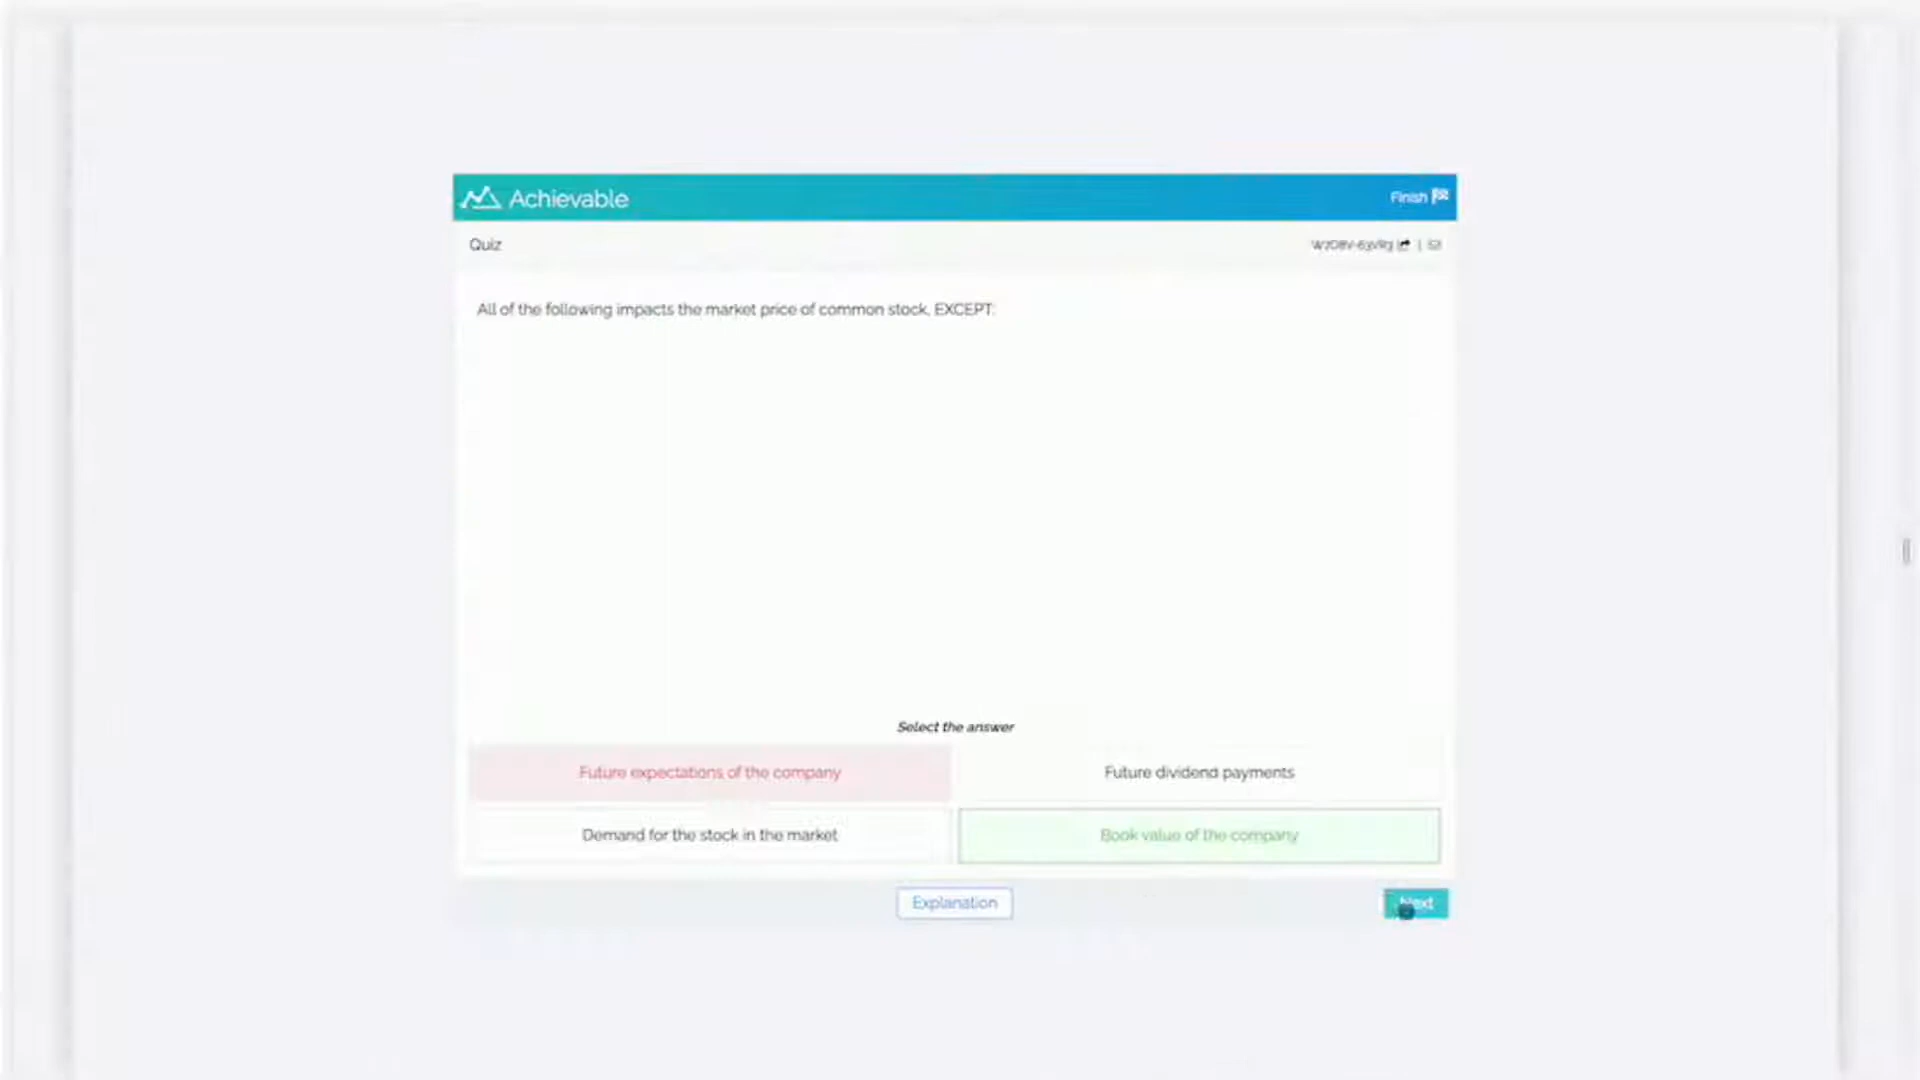 Achievable
Finish
Quiz
All of the following impacts the market price of common stock, EXCEPT:
Select the answer
Future expectations of the company
Future dividend payments
Demand for the stock in the market
Book value of the company
Explanation
Next